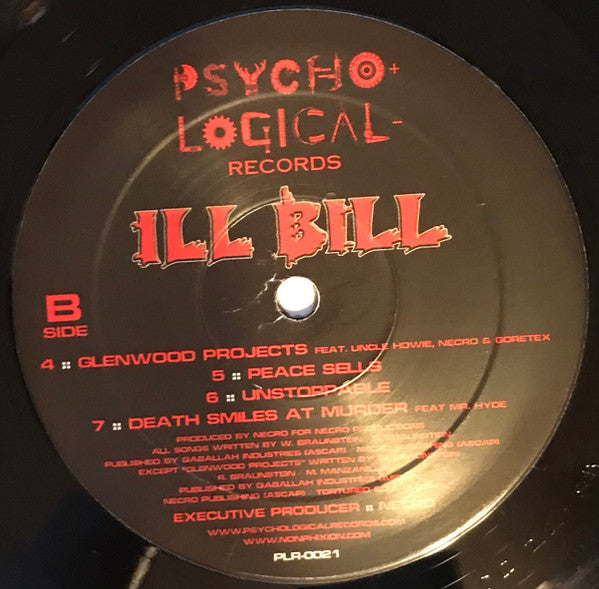 PSYCHO+
LOGICAL-
RECORDS
ILL BILL
B
SIDE
4 :: GLENWOOD PROJECTS FEAT. UNCLE HOWIE, NECRO & GORETEX
5 :: PEACE SELLS
6 :: UNSTOPPABLE
7 :: DEATH SMILES AT MURDER FEAT MR. HYDE
PRODUCED BY NECRO FOR NECRO PRODUCTIONS
ALL SONGS WRITTEN BY W. BRAUNSTEIN
PUBLISHED BY GABALLAH INDUSTRIES (ASCAP) (ASCAP)
EXCEPT "GLENWOOD PROJECTS" WRITTEN BY
R. BRAUNSTEIN - M. MANZANILLA
PUBLISHED BY GABALLAH INDUSTRIES
NECRO PUBLISHING (ASCAP) TORTURED
EXECUTIVE PRODUCER :: NECRO
WWW.PSYCHOLOGICALRECORDS.COM
WWW.NONPHIXION.COM
PLR-0021